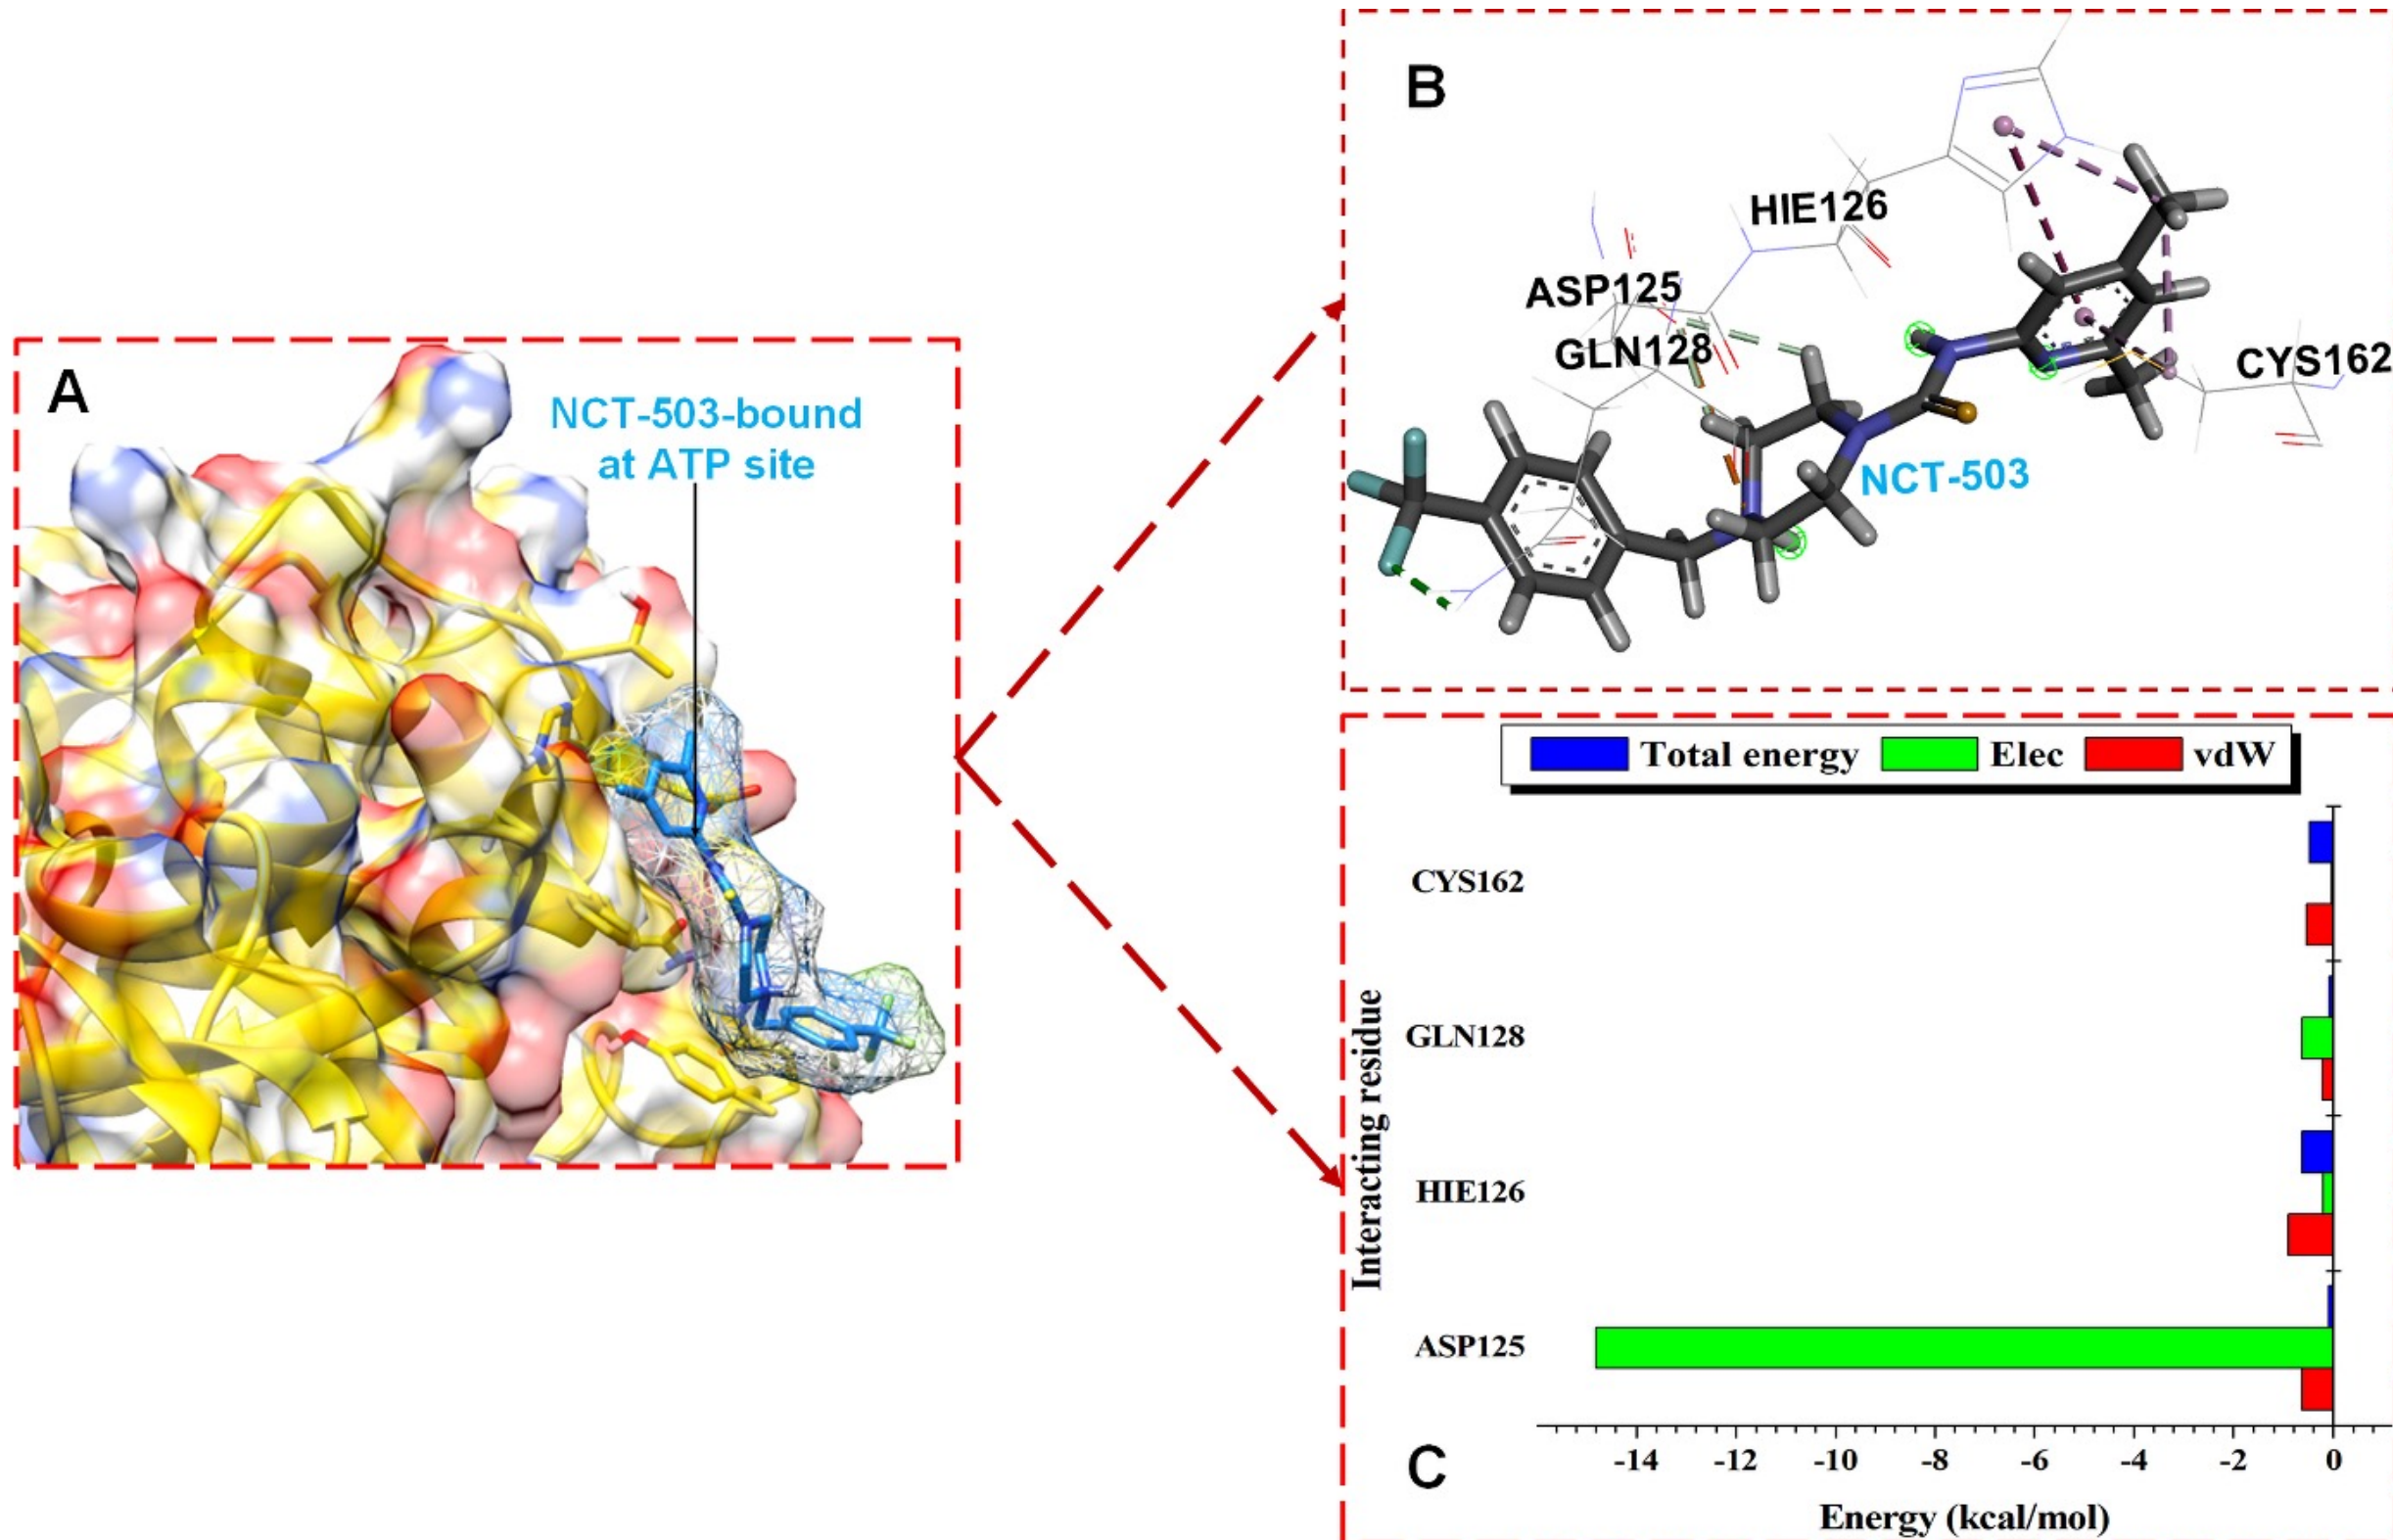 A
NCT-503-bound
at ATP site
B
HIE126
ASP125
GLN128
CYS162
NCT-503
Total energy Elec vdW
CYS162
GLN128
HIE126
ASP125
Interacting residue
-14 -12 -10 -8 -6 -4 -2 0
C
Energy (kcal/mol)